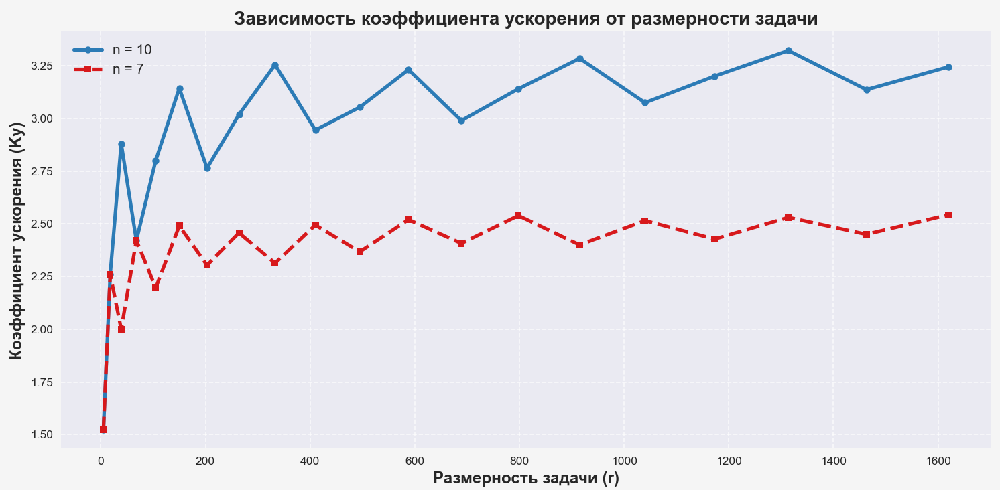 Зависимость коэффициента ускорения от размерности задачи
n = 10
n = 7
Коэффициент ускорения (Ky)
3.25
3.00
2.75
2.50
2.25
2.00
1.75
1.50
0 200 400 600 800 1000 1200 1400 1600
Размерность задачи (r)